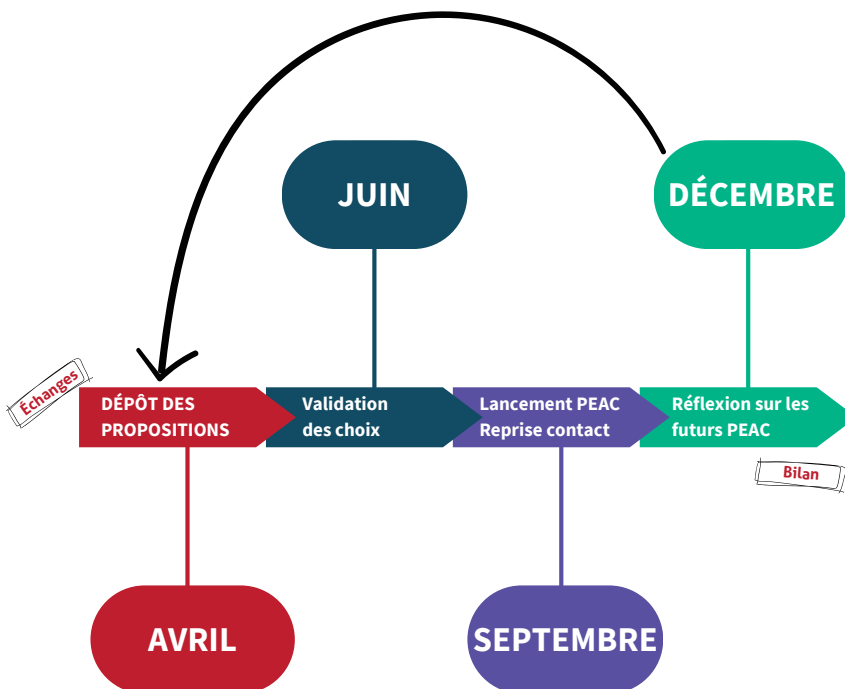 JUIN
DÉCEMBRE
Échanges
DÉPÔT DES
PROPOSITIONS
Validation
des choix
Lancement PEAC
Reprise contact
Réflexion sur les
futurs PEAC
Bilan
AVRIL
SEPTEMBRE